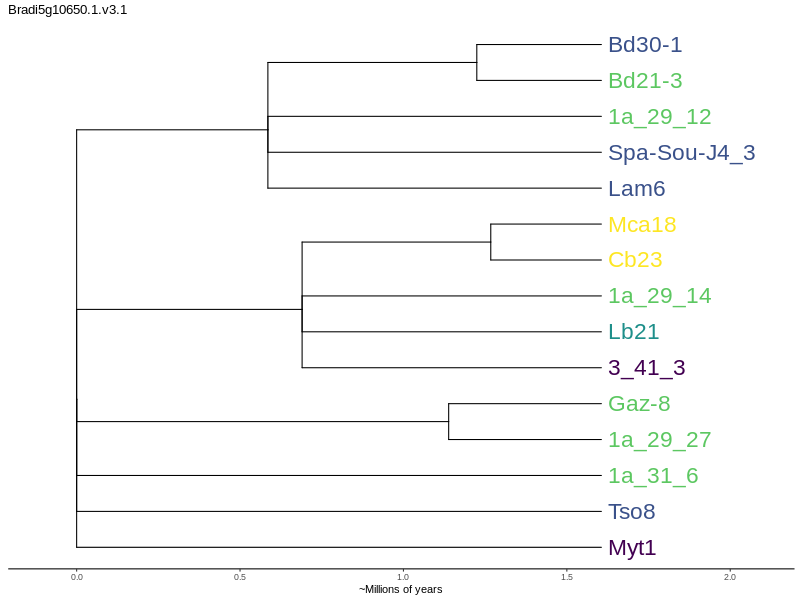 Bradi5g10650.1.v3.1
Bd30-1
Bd21-3
1a_29_12
Spa-Sou-J4_3
Lam6
Mca18
Cb23
1a_29_14
Lb21
3_41_3
Gaz-8
1a_29_27
1a_31_6
Tso8
Myt1
0.0 0.5 1.0 1.5 2.0
~Millions of years